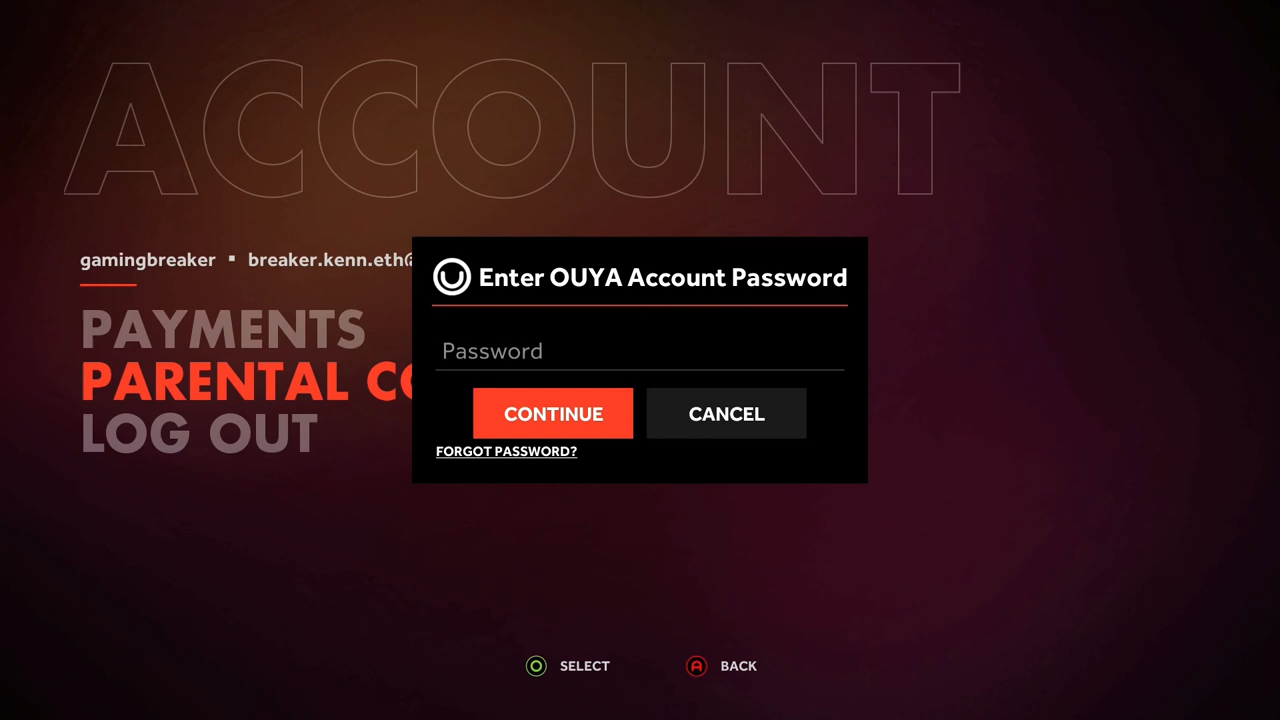 ACCOUNT
gamingbreaker ▪ breaker.kenn.eth@
PAYMENTS
PARENTAL CO
LOG OUT
Enter OUYA Account Password
Password
CONTINUE CANCEL
FORGOT PASSWORD?
SELECT BACK